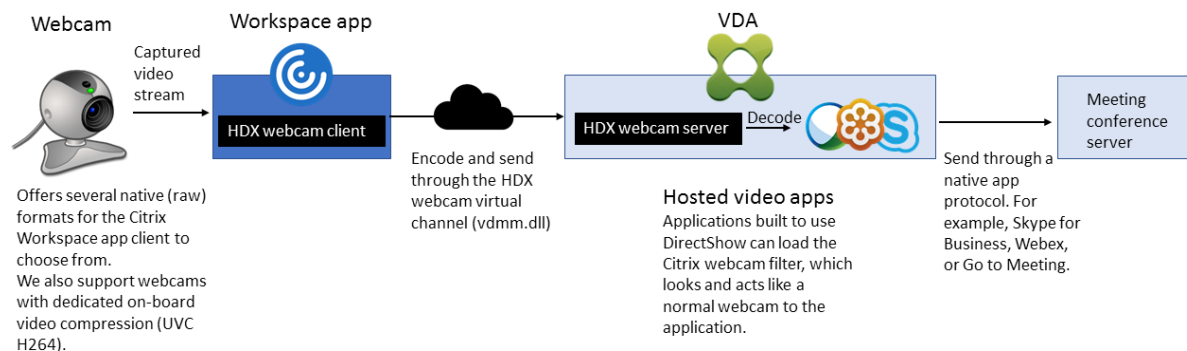 Webcam
Captured
video
stream
Offers several native (raw)
formats for the Citrix
Workspace app client to
choose from.
We also support webcams
with dedicated on-board
video compression (UVC
H264).
Workspace app
HDX webcam client
Encode and send
through the HDX
webcam virtual
channel (vdmm.dll)
VDA
HDX webcam server
Decode
S
Hosted video apps
Applications built to use
DirectShow can load the
Citrix webcam filter, which
looks and acts like a
normal webcam to the
application.
Send through a
native app
protocol. For
example, Skype for
Business, Webex,
or Go to Meeting.
Meeting
conference
server